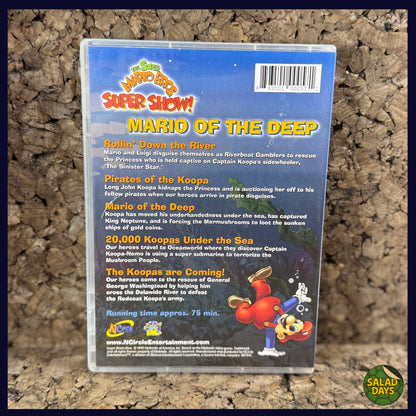 The Super
MARIO BROS.
SUPER SHOW!
MARIO OF THE DEEP
Rollin' Down the River
Mario and Luigi disguise themselves as Riverboat Gamblers to rescue
the Princess who is held captive on Captain Koopa's sidewheeler,
'The Sinister Star.'
Pirates of the Koopa
Long John Koopa kidnaps the Princess and is auctioning her off to his
fellow pirates when our heroes arrive in pirate disguises.
Mario of the Deep
Koopa has moved his underhandedness under the sea, has captured
King Neptune, and is forcing the Mermushrooms to loot the sunken
ships of gold coins.
20,000 Koopas Under the Sea
Our heroes travel to Oceanworld where they discover Captain
Koopa-Nemo is using a super submarine to terrorize the
Mushroom People.
The Koopas are Coming!
Our heroes come to the rescue of General
George Washingtoad by helping him
cross the Delawide River to defeat
the Redcoat Koopa's army.
Running time approx. 75 min.
NCircle
www.NCircleEntertainment.com
SALAD
DAYS